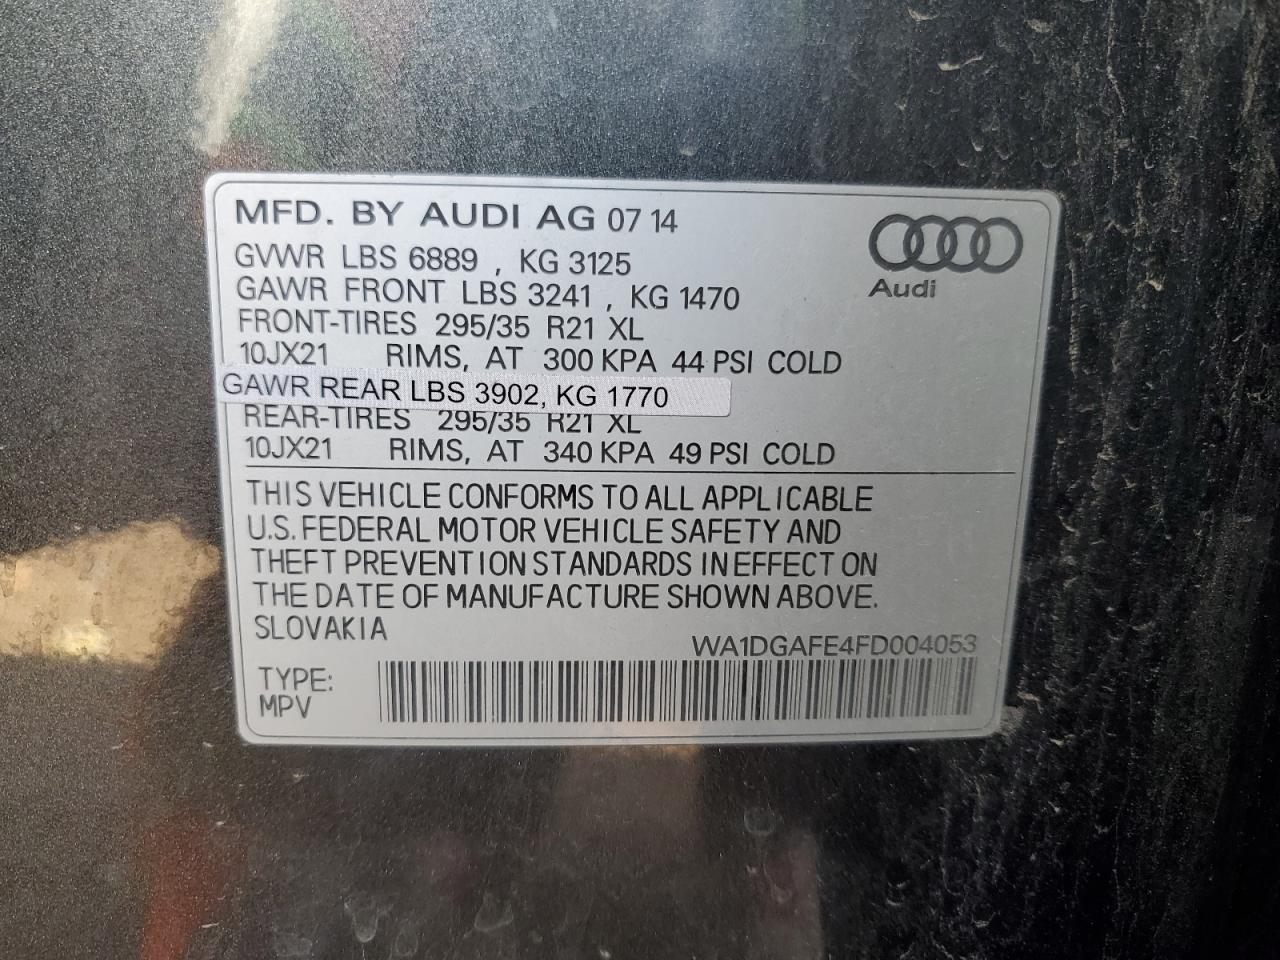 MFD. BY AUDI AG 07 14
GVWR LBS 6889 , KG 3125
GAWR FRONT LBS 3241 , KG 1470
FRONT-TIRES 295/35 R21 XL
10JX21 RIMS, AT 300 KPA 44 PSI COLD
GAWR REAR LBS 3902, KG 1770
REAR-TIRES 295/35 R21 XL
10JX21 RIMS, AT 340 KPA 49 PSI COLD
Audi
THIS VEHICLE CONFORMS TO ALL APPLICABLE
U.S. FEDERAL MOTOR VEHICLE SAFETY AND
THEFT PREVENTION STANDARDS IN EFFECT ON
THE DATE OF MANUFACTURE SHOWN ABOVE.
SLOVAKIA
WA1DGAFE4FD004053
TYPE:
MPV